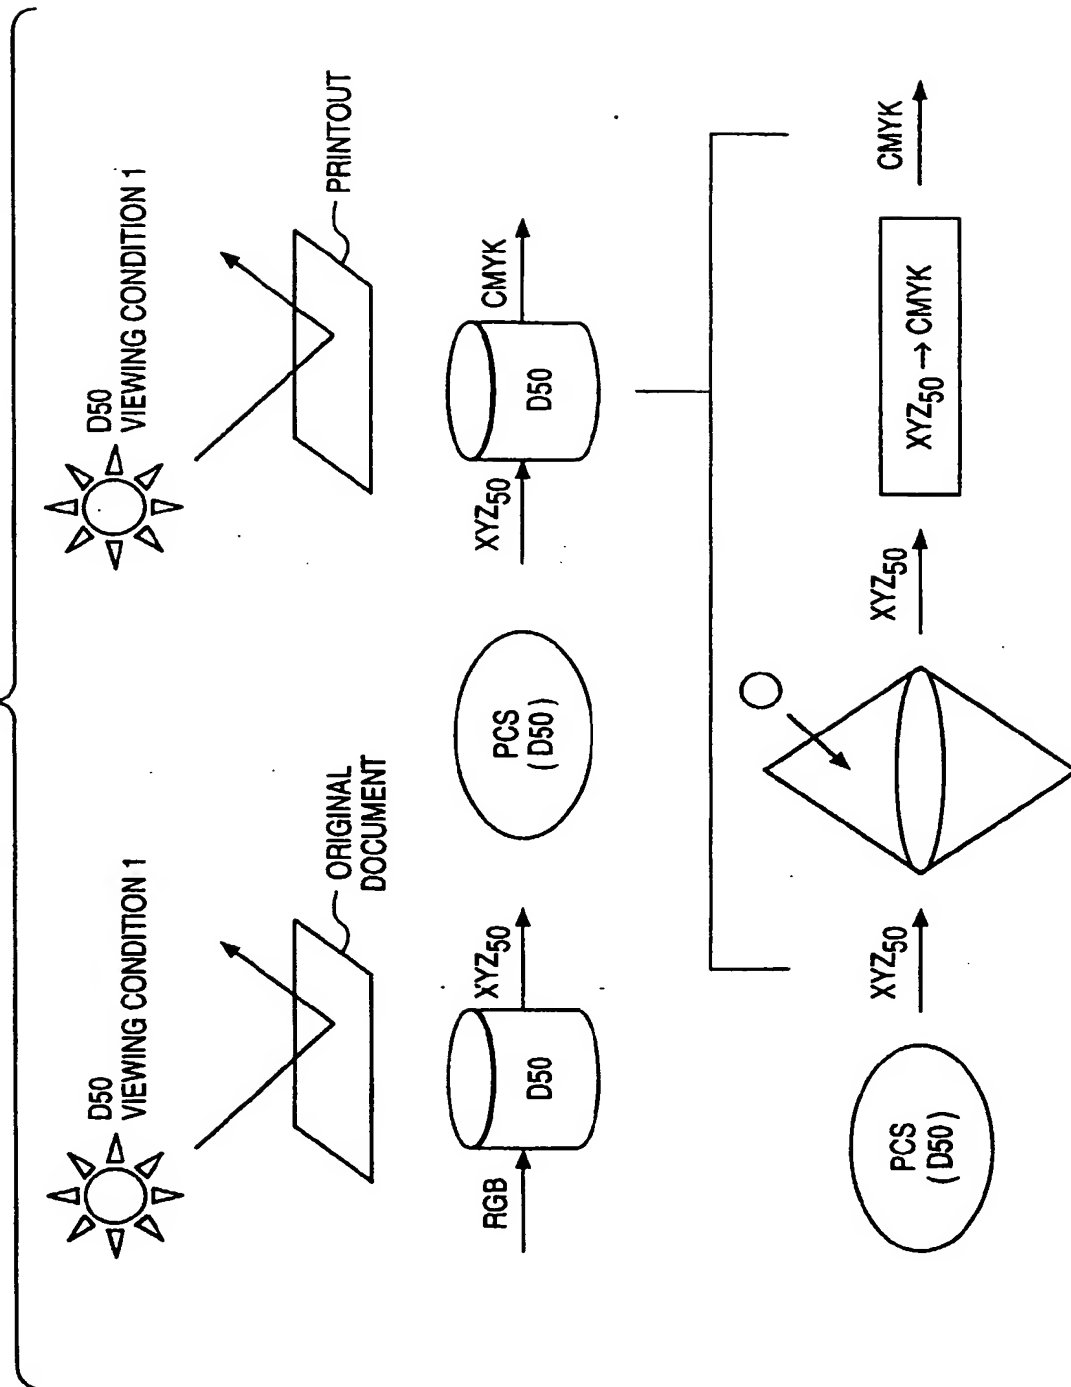 D50
VIEWING CONDITION 1
ORIGINAL
DOCUMENT
D50
VIEWING CONDITION 1
PRINTOUT
RGB
D50
XYZ50
PCS
(D50)
XYZ50
D50
CMYK
PCS
(D50)
XYZ50
XYZ50
XYZ50 → CMYK
CMYK